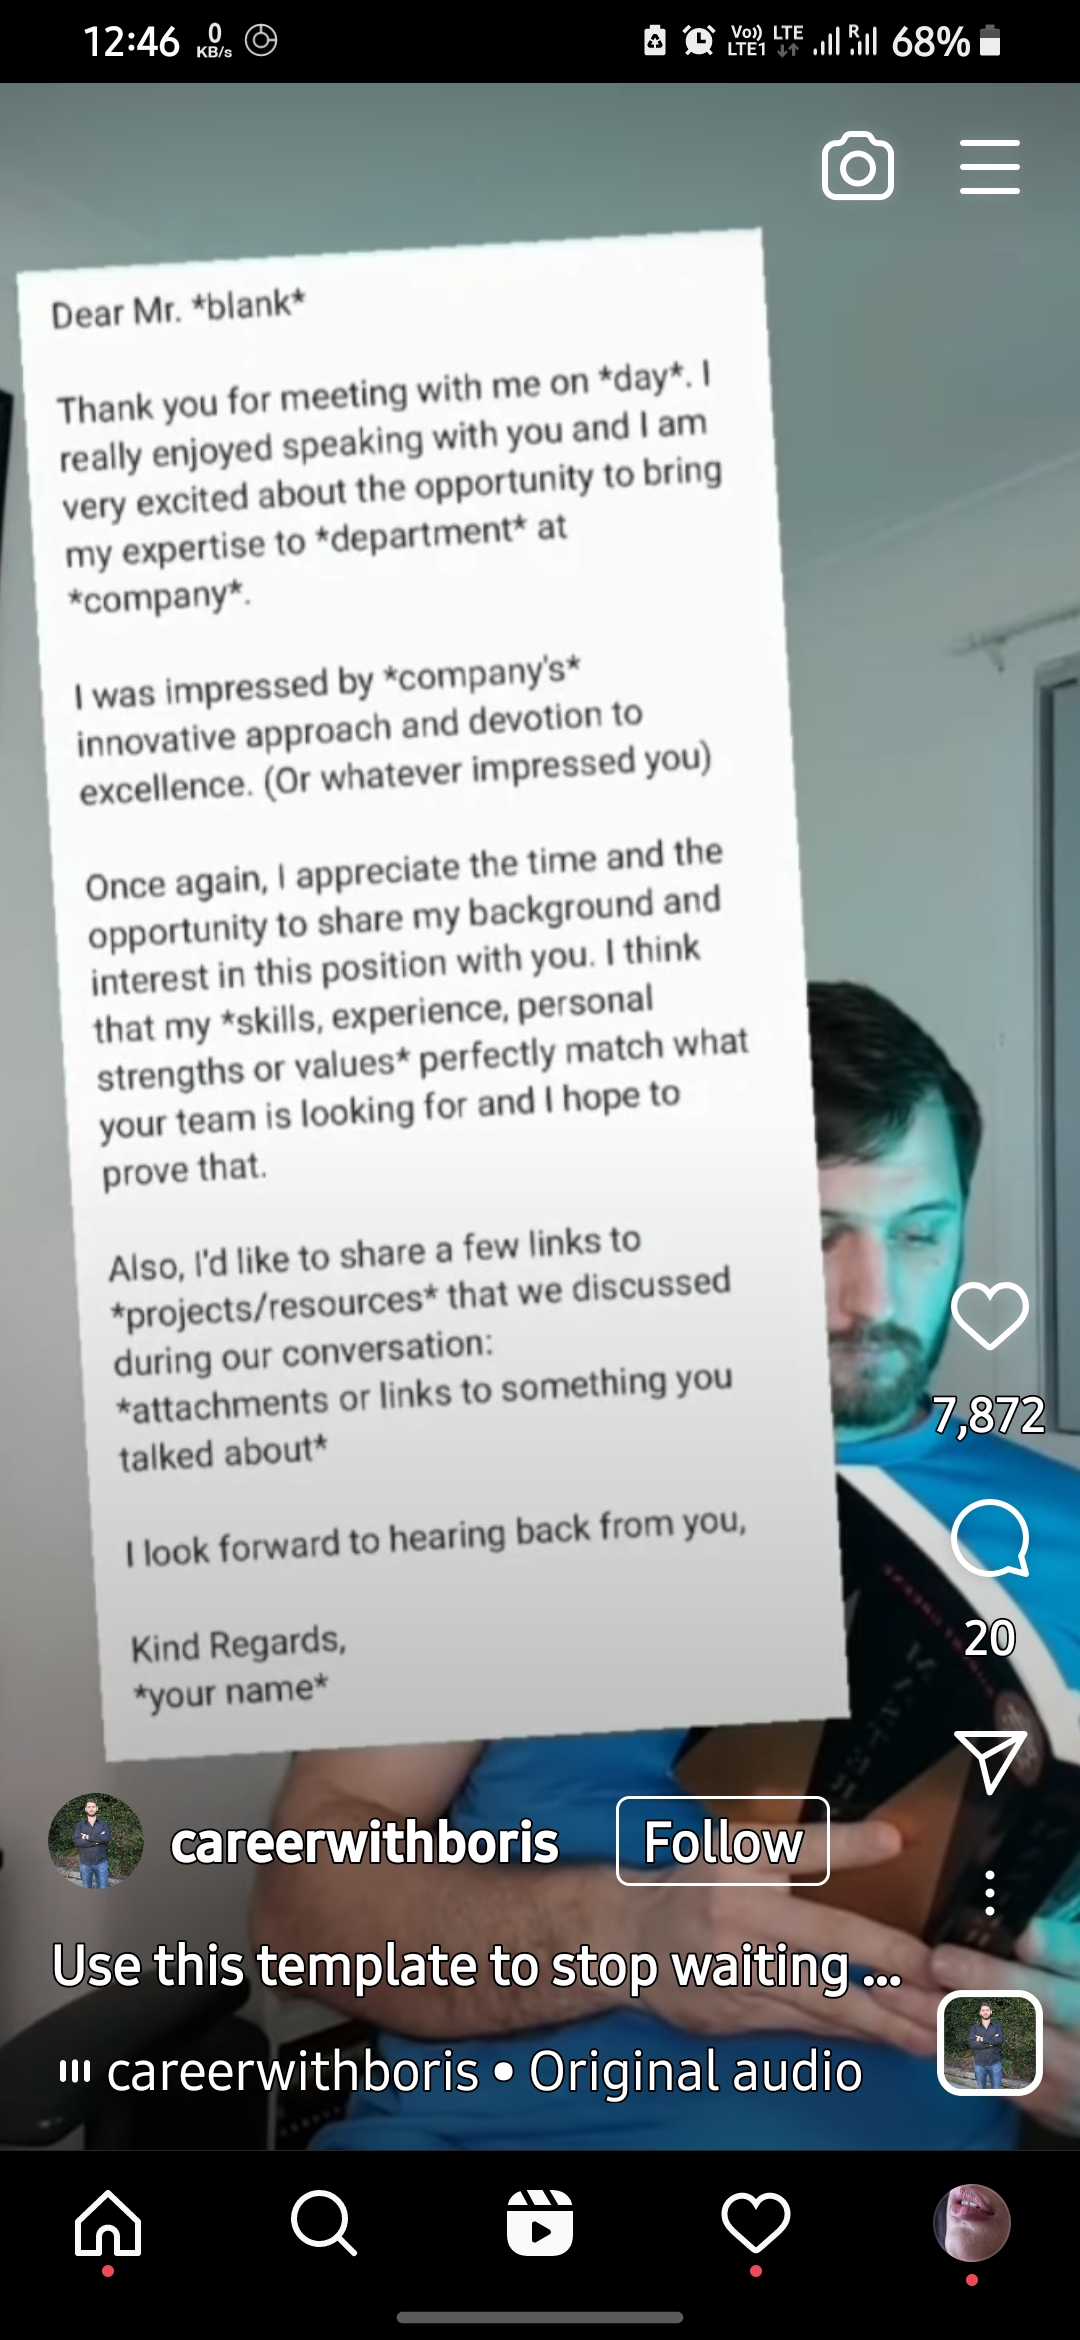 12:46
0
KB/s
Vo))
LTE1
LTE
R
68%
Dear Mr. *blank*
Thank you for meeting with me on *day*. I
really enjoyed speaking with you and I am
very excited about the opportunity to bring
my expertise to *department* at
*company*.
I was impressed by *company's*
innovative approach and devotion to
excellence. (Or whatever impressed you)
Once again, I appreciate the time and the
opportunity to share my background and
interest in this position with you. I think
that my *skills, experience, personal
strengths or values* perfectly match what
your team is looking for and I hope to
prove that.
Also, I'd like to share a few links to
*projects/resources* that we discussed
during our conversation:
*attachments or links to something you
talked about*
I look forward to hearing back from you,
Kind Regards,
*your name*
7,872
20
careerwithboris
Follow
Use this template to stop waiting ...
careerwithboris • Original audio